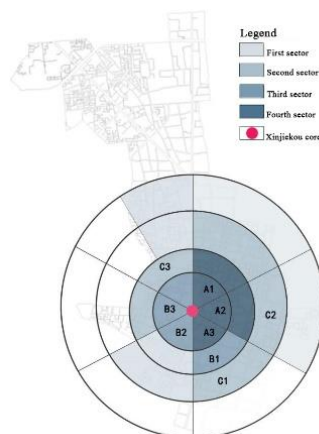 Legend
First sector
Second sector
Third sector
Fourth sector
Xinjiekou core
C3
A1
B3
A2
C2
B2
A3
B1
C1